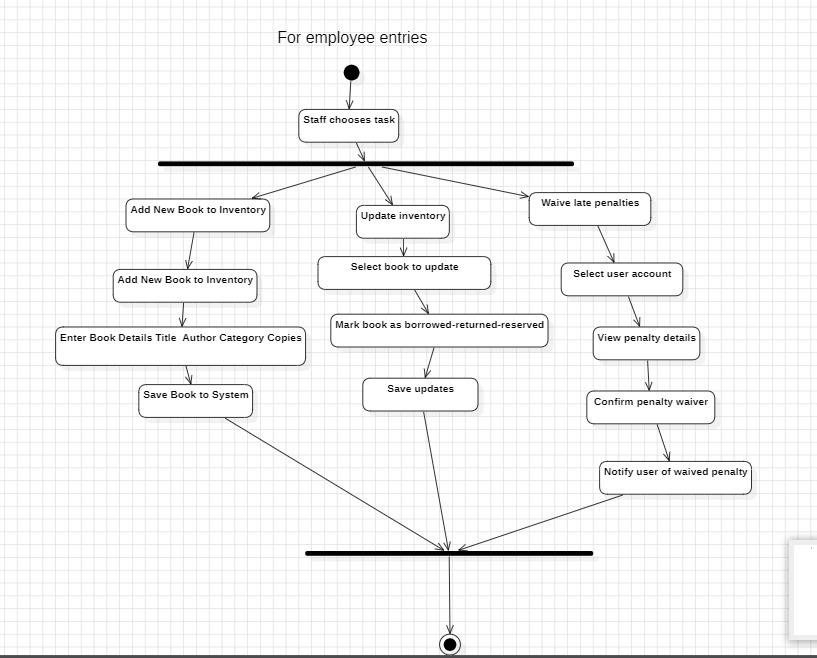 For employee entries
Staff chooses task
Add New Book to Inventory
Update inventory
Waive late penalties
Add New Book to Inventory
Select book to update
Select user account
Enter Book Details Title  Author Category Copies
Mark book as borrowed-returned-reserved
View penalty details
Save Book to System
Save updates
Confirm penalty waiver
Notify user of waived penalty